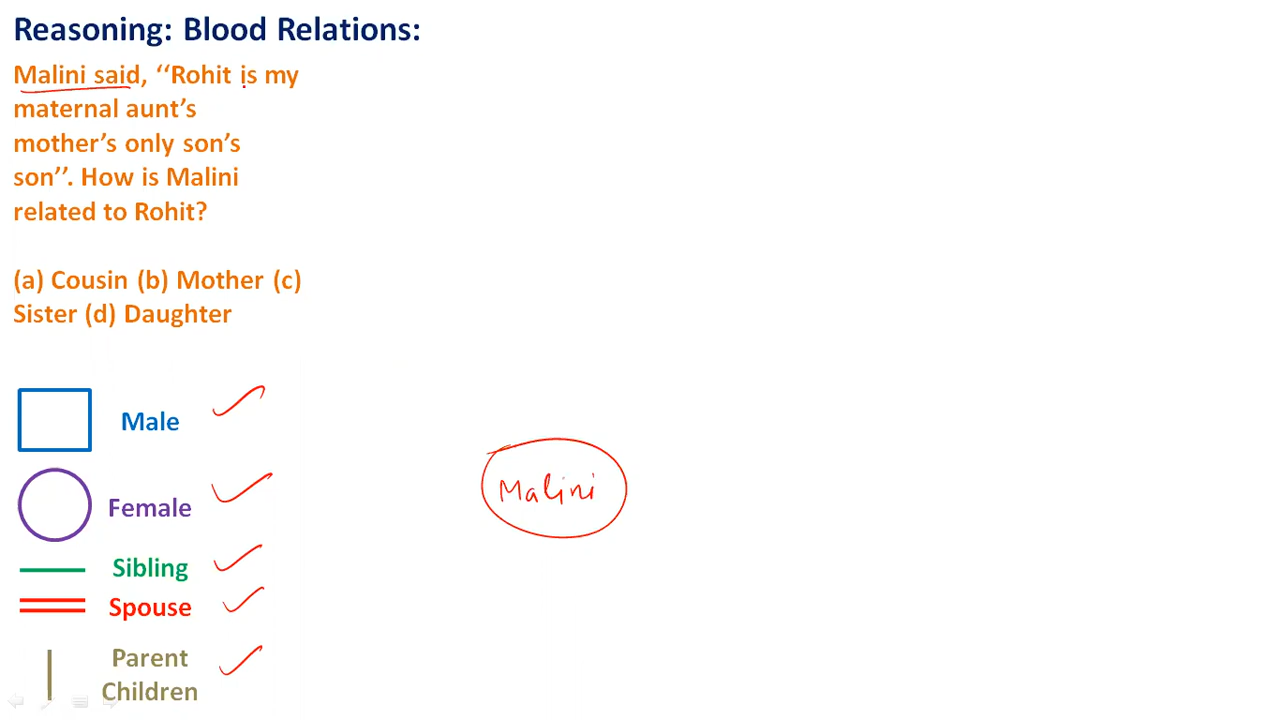 Reasoning: Blood Relations:
Malini said, ‘‘Rohit is my
maternal aunt’s
mother’s only son’s
son’’. How is Malini
related to Rohit?
(a) Cousin (b) Mother (c)
Sister (d) Daughter
Male
Female
Malini
Sibling
Spouse
Parent
Children